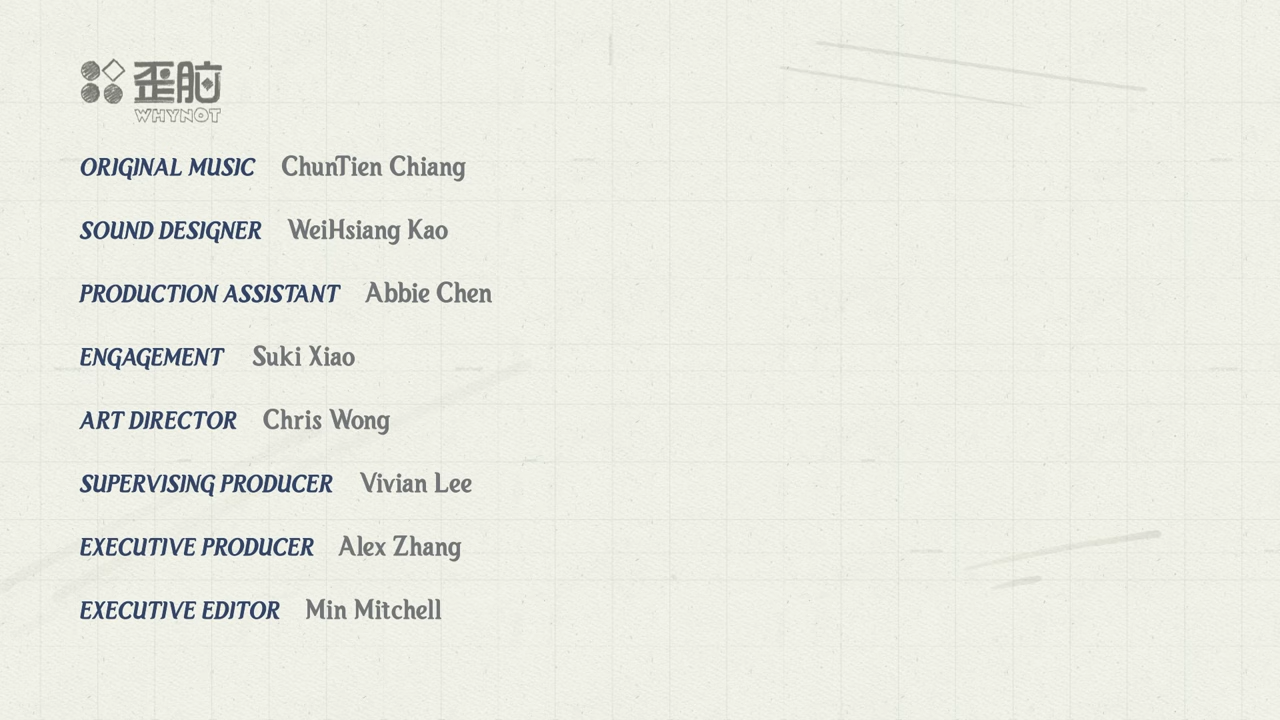 歪脑
WHYNOT
ORIGINAL MUSIC ChunTien Chiang
SOUND DESIGNER WeiHsiang Kao
PRODUCTION ASSISTANT Abbie Chen
ENGAGEMENT Suki Xiao
ART DIRECTOR Chris Wong
SUPERVISING PRODUCER Vivian Lee
EXECUTIVE PRODUCER Alex Zhang
EXECUTIVE EDITOR Min Mitchell